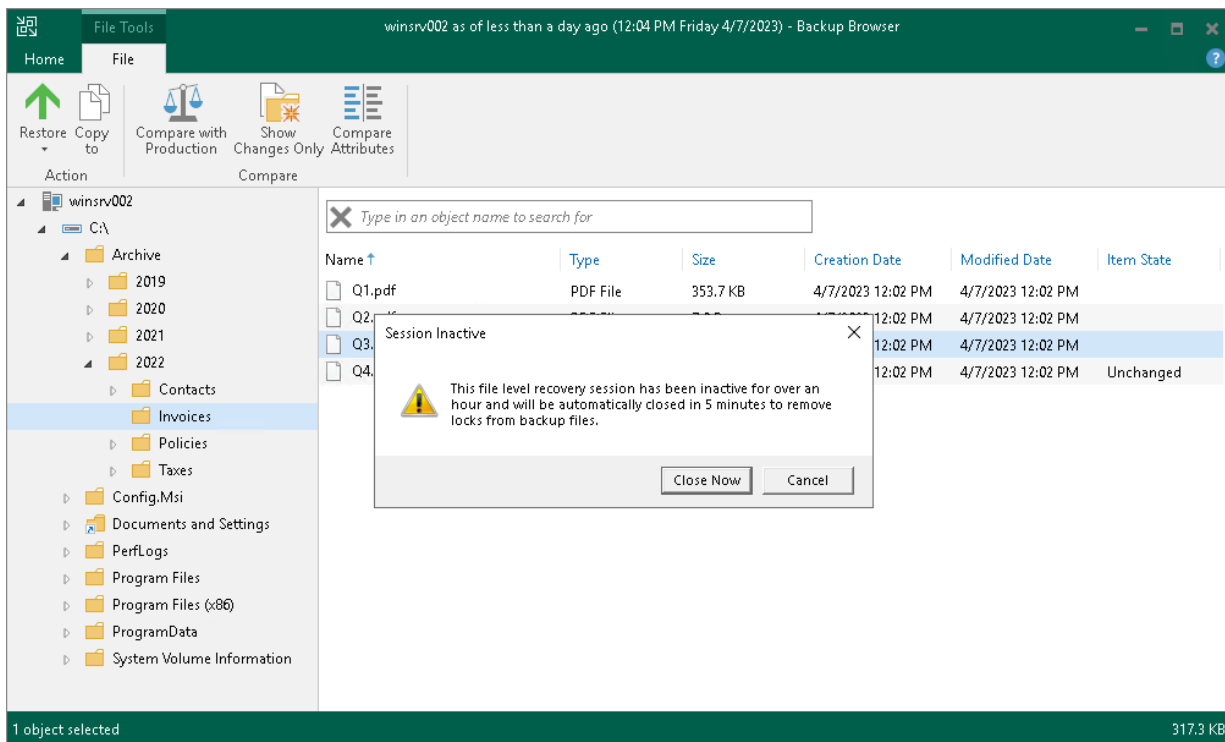 File Tools
winsrv002 as of less than a day ago (12:04 PM Friday 4/7/2023) - Backup Browser
Home File
Restore Copy to Compare with Production Show Changes Only Compare Attributes
Action Compare
winsrv002
C:\
Archive
2019
2020
2021
2022
Contacts
Invoices
Policies
Taxes
Config.Msi
Documents and Settings
PerfLogs
Program Files
Program Files (x86)
ProgramData
System Volume Information
Type in an object name to search for
Name Type Size Creation Date Modified Date Item State
Q1.pdf PDF File 353.7 KB 4/7/2023 12:02 PM 4/7/2023 12:02 PM
Q2. 12:02 PM 4/7/2023 12:02 PM
Q3. 12:02 PM 4/7/2023 12:02 PM
Q4. 12:02 PM 4/7/2023 12:02 PM Unchanged
Session Inactive
This file level recovery session has been inactive for over an
hour and will be automatically closed in 5 minutes to remove
locks from backup files.
Close Now Cancel
1 object selected 317.3 KB